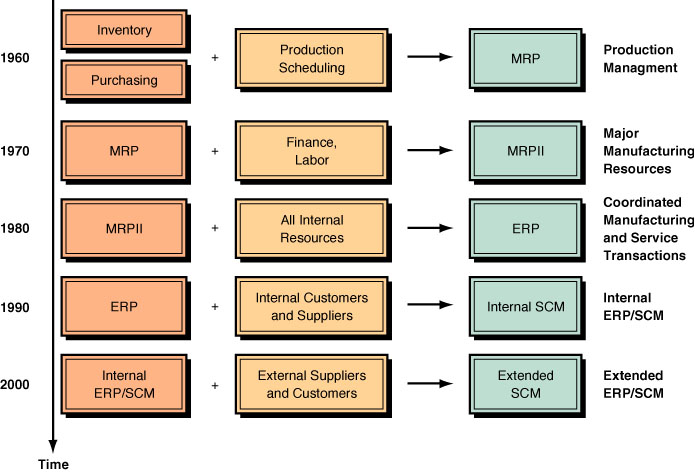 Inventory
1960
+
Production
Scheduling
MRP
Production
Managment
Purchasing
1970
MRP
+
Finance,
Labor
MRPII
Major
Manufacturing
Resources
1980
MRPII
+
All Internal
Resources
ERP
Coordinated
Manufacturing
and Service
Transactions
1990
ERP
+
Internal Customers
and Suppliers
Internal SCM
Internal
ERP/SCM
2000
Internal
ERP/SCM
+
External Suppliers
and Customers
Extended
SCM
Extended
ERP/SCM
Time